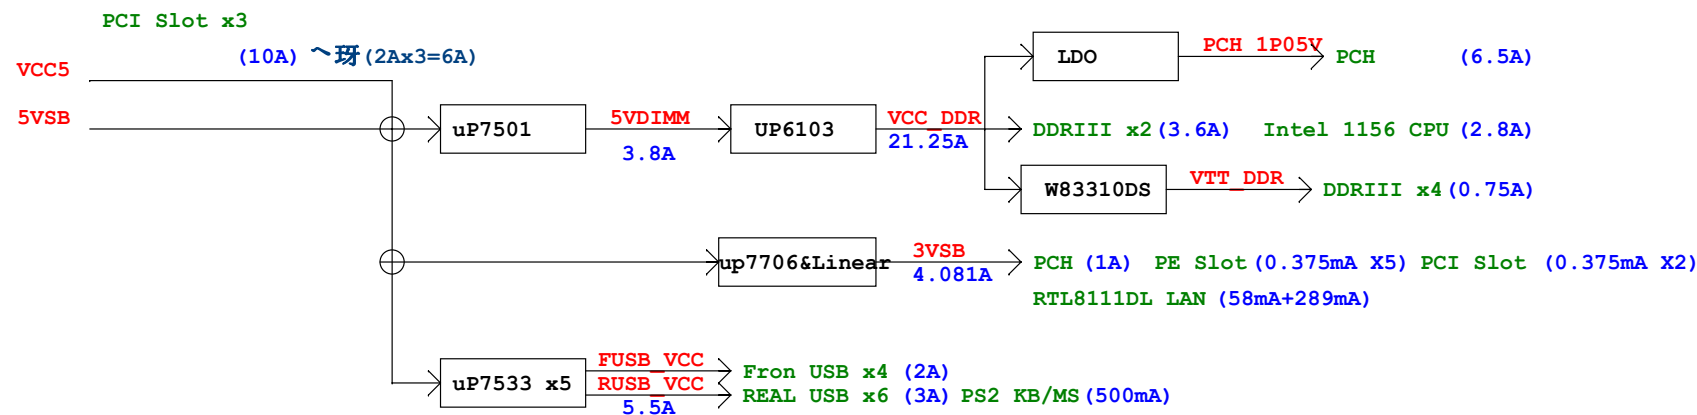 PCI Slot x3
(10A) へ玡(2Ax3=6A)
VCC5
5VSB
LDO
PCH 1P05V
PCH (6.5A)
uP7501
5VDIMM
3.8A
UP6103
VCC_DDR
21.25A
DDRIII x2(3.6A) Intel 1156 CPU (2.8A)
W83310DS
VTT_DDR
DDRIII x4(0.75A)
up7706&Linear
3VSB
4.081A
PCH (1A) PE Slot(0.375mA X5) PCI Slot (0.375mA X2)
RTL8111DL LAN (58mA+289mA)
uP7533 x5
FUSB_VCC
RUSB_VCC
5.5A
Fron USB x4 (2A)
REAL USB x6 (3A) PS2 KB/MS(500mA)